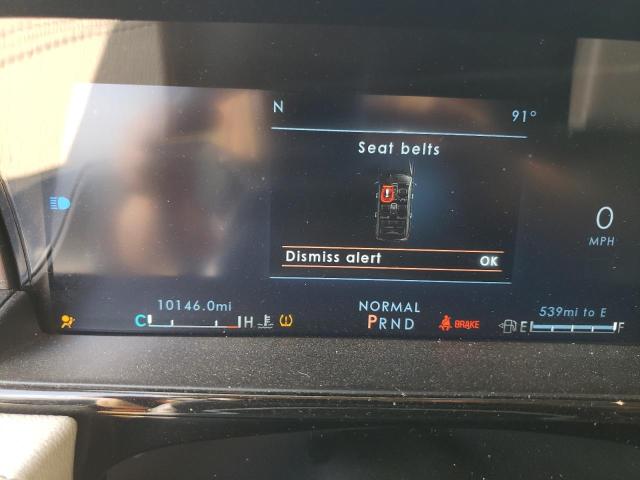 N 91°
Seat belts
Dismiss alert OK
0
MPH
10146.0mi
NORMAL
539mi to E
C H PRND BRAKE E F